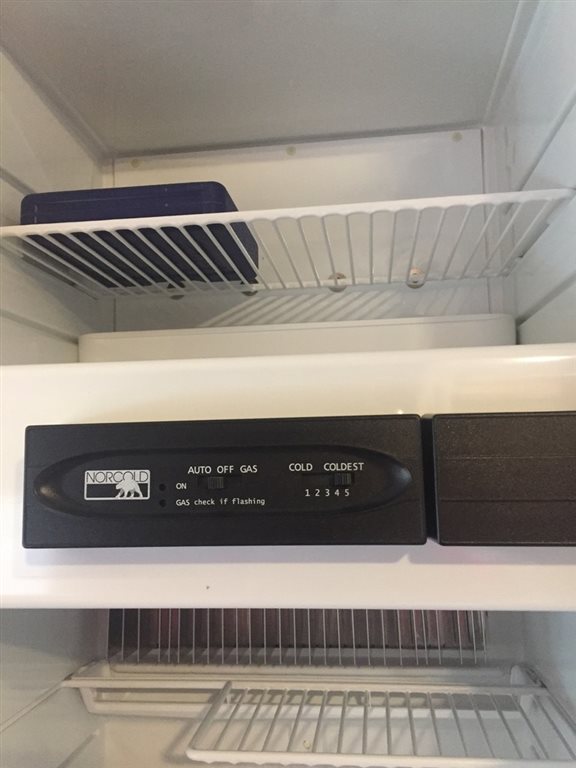 NORCOLD
AUTO OFF GAS
ON
GAS check if flashing
COLD COLDEST
1 2 3 4 5